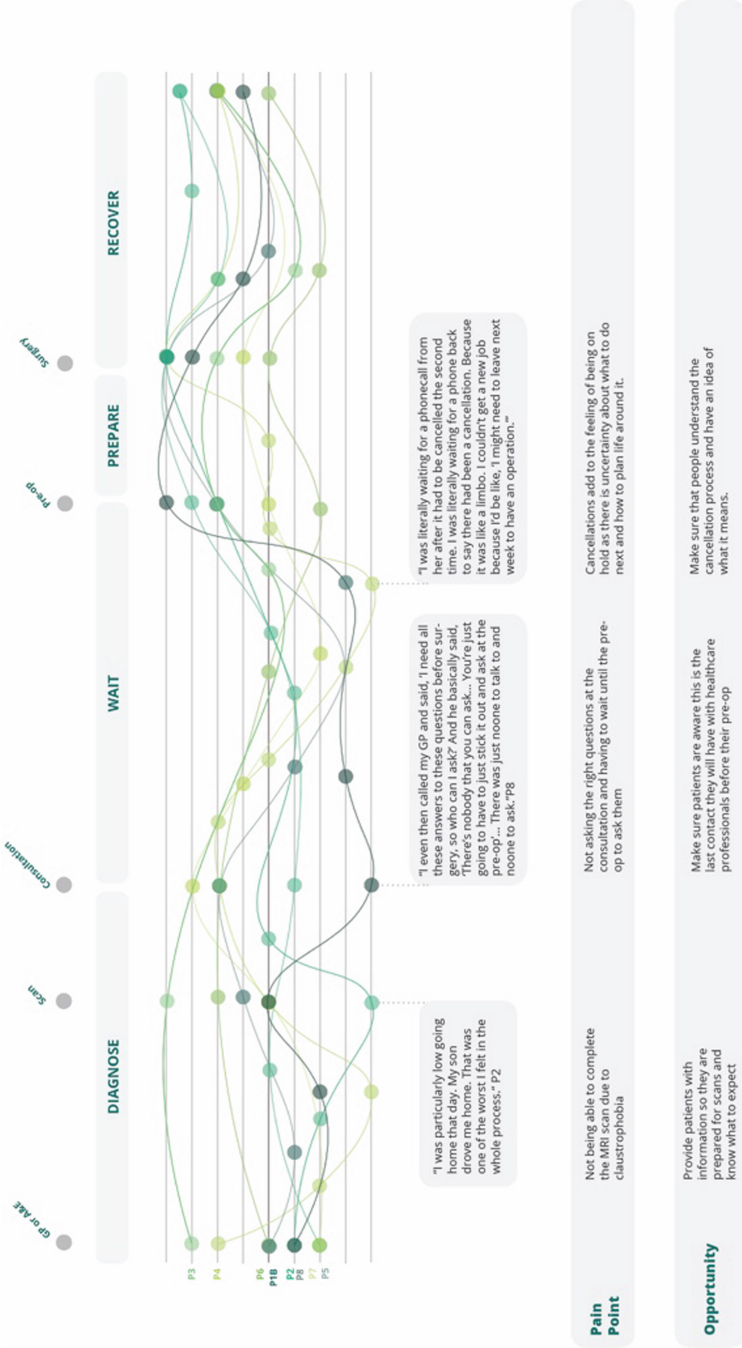 GP or A&E
Scan
Consultation
Pre-op
Surgery
DIAGNOSE
WAIT
PREPARE
RECOVER
P3
P4
P6
P1B
P2
P8
P7
P5
"I was particularly low going
home that day. My son
drove me home. That was
one of the worst I felt in the
whole process." P2
"I even then called my GP and said, 'I need all
these answers to these questions before sur-
gery, so who can I ask?' And he basically said,
'There's nobody that you can ask... You're just
going to have to just stick it out and ask at the
pre-op'... There was just noone to talk to and
noone to ask."P8
"I was literally waiting for a phonecall from
her after it had to be cancelled the second
time. I was literally waiting for a phone back
to say there had been a cancellation. Because
it was like a limbo. I couldn't get a new job
because I'd be like, 'I might need to leave next
week to have an operation.'"
Pain
Point
Not being able to complete
the MRI scan due to
claustrophobia
Not asking the right questions at the
consultation and having to wait until the pre-
op to ask them
Cancellations add to the feeling of being on
hold as there is uncertainty about what to do
next and how to plan life around it.
Opportunity
Provide patients with
information so they are
prepared for scans and
know what to expect
Make sure patients are aware this is the
last contact they will have with healthcare
professionals before their pre-op
Make sure that people understand the
cancellation process and have an idea of
what it means.